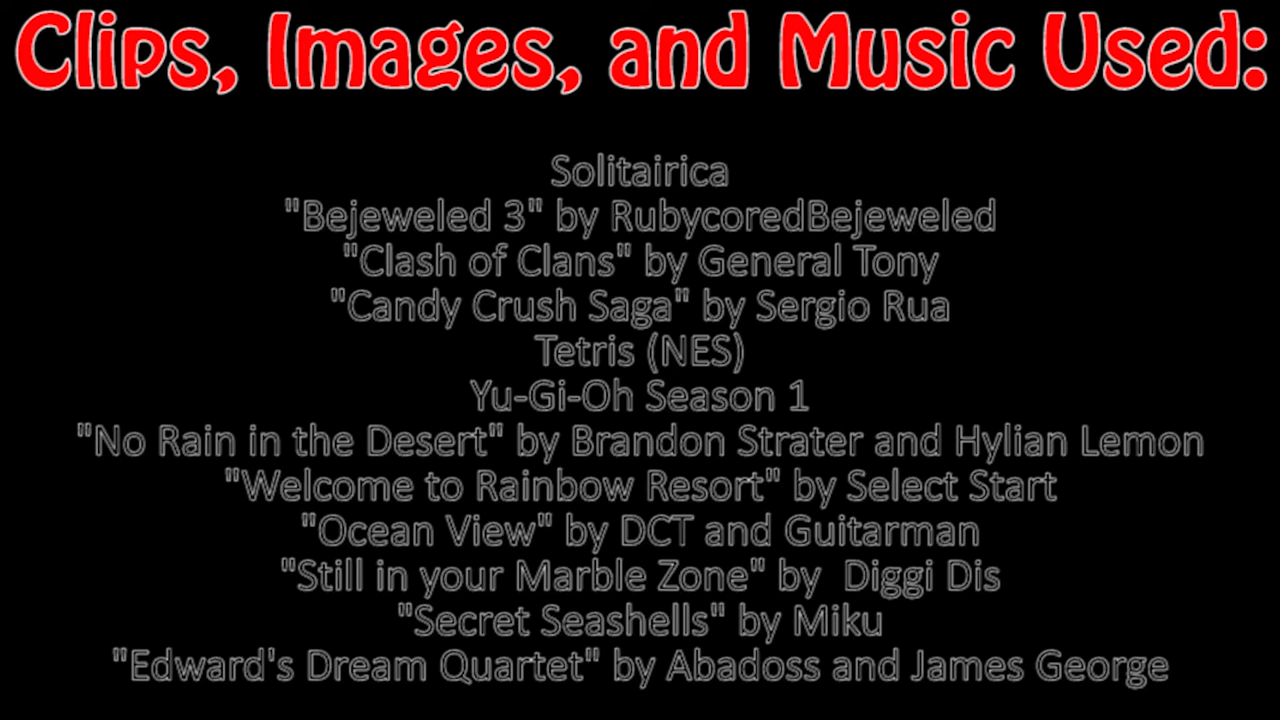 Clips, Images, and Music Used:
Solitairica
"Bejeweled 3" by RubycoredBejeweled
"Clash of Clans" by General Tony
"Candy Crush Saga" by Sergio Rua
Tetris (NES)
Yu-Gi-Oh Season 1
"No Rain in the Desert" by Brandon Strater and Hylian Lemon
"Welcome to Rainbow Resort" by Select Start
"Ocean View" by DCT and Guitarman
"Still in your Marble Zone" by  Diggi Dis
"Secret Seashells" by Miku
"Edward's Dream Quartet" by Abadoss and James George